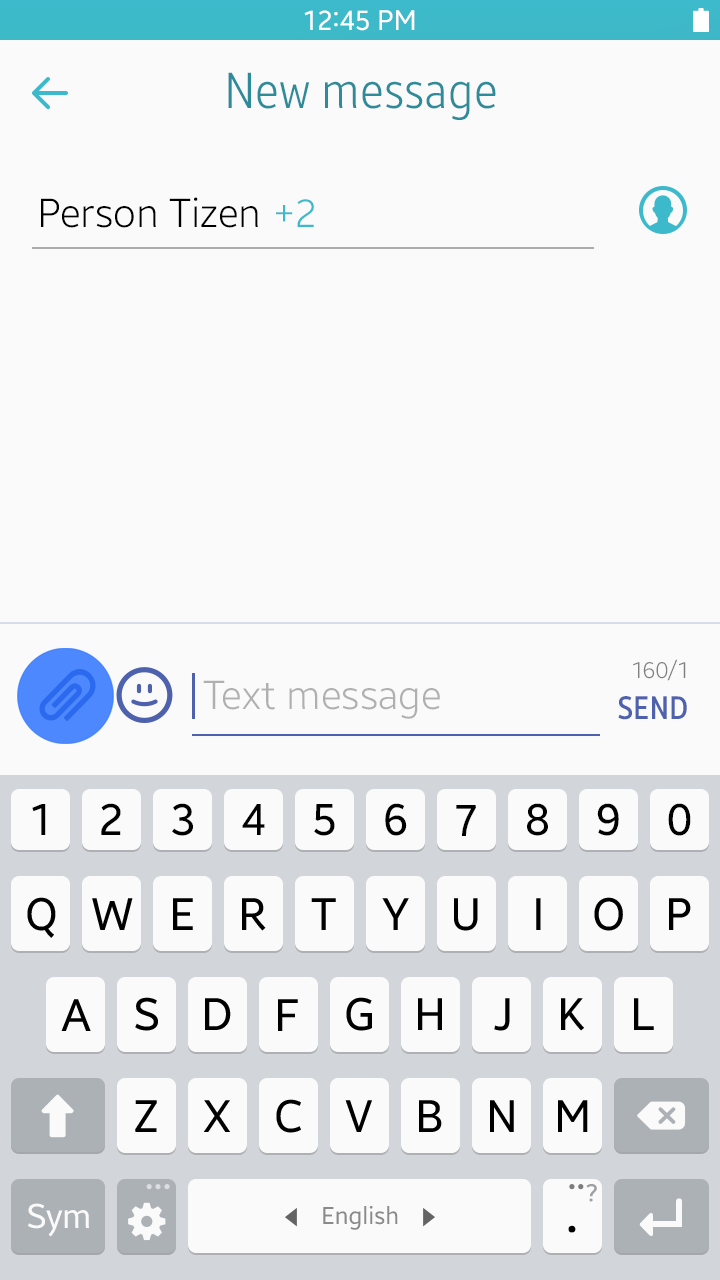 12:45 PM
New message
Person Tizen +2
160/1
Text message
SEND
1 2 3 4 5 6 7 8 9 0
Q W E R T Y U I O P
A S D F G H J K L
Z X C V B N M
Sym English . ..?